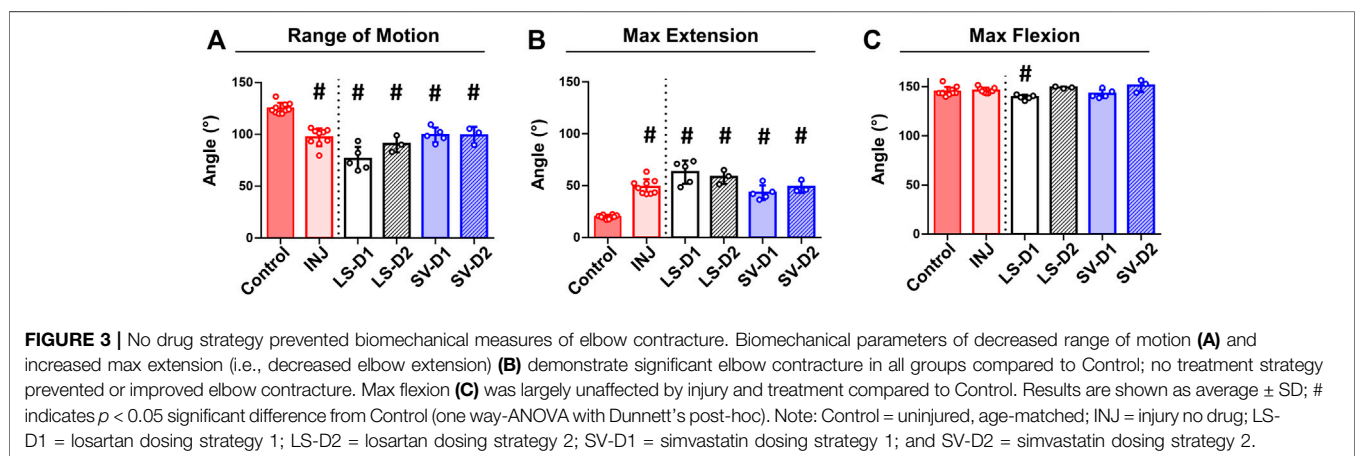 A Range of Motion
Angle (°)
150
100
50
0
# # # # #
Control INJ LS-D1 LS-D2 SV-D1 SV-D2
B Max Extension
Angle (°)
150
100
50
0
# # # # #
Control INJ LS-D1 LS-D2 SV-D1 SV-D2
C Max Flexion
Angle (°)
150
100
50
0
#
Control INJ LS-D1 LS-D2 SV-D1 SV-D2
FIGURE 3 | No drug strategy prevented biomechanical measures of elbow contracture. Biomechanical parameters of decreased range of motion (A) and
increased max extension (i.e., decreased elbow extension) (B) demonstrate significant elbow contracture in all groups compared to Control; no treatment strategy
prevented or improved elbow contracture. Max flexion (C) was largely unaffected by injury and treatment compared to Control. Results are shown as average ± SD; #
indicates p < 0.05 significant difference from Control (one way-ANOVA with Dunnett's post-hoc). Note: Control = uninjured, age-matched; INJ = injury no drug; LS-
D1 = losartan dosing strategy 1; LS-D2 = losartan dosing strategy 2; SV-D1 = simvastatin dosing strategy 1; and SV-D2 = simvastatin dosing strategy 2.